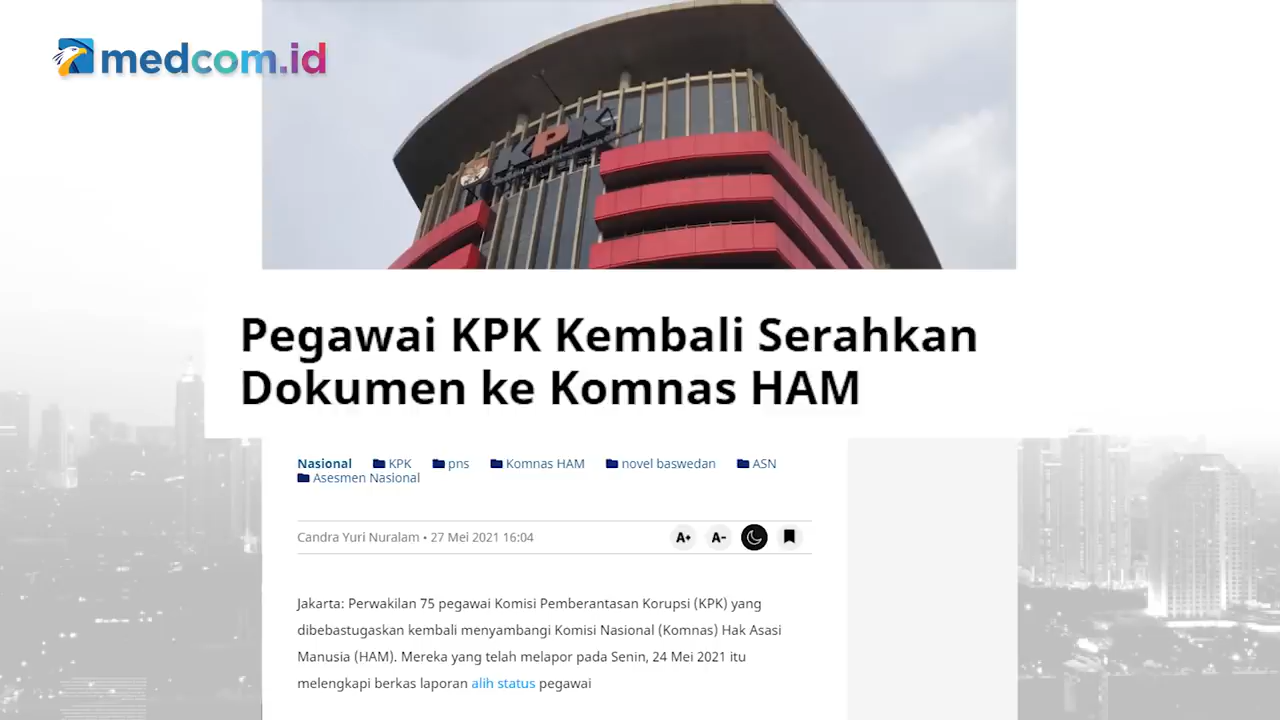 medcom.id
KPK
Pegawai KPK Kembali Serahkan
Dokumen ke Komnas HAM
Nasional KPK pns Komnas HAM novel baswedan ASN
Asesmen Nasional
Candra Yuri Nuralam • 27 Mei 2021 16:04 A+ A-
Jakarta: Perwakilan 75 pegawai Komisi Pemberantasan Korupsi (KPK) yang
dibebastugaskan kembali menyambangi Komisi Nasional (Komnas) Hak Asasi
Manusia (HAM). Mereka yang telah melapor pada Senin, 24 Mei 2021 itu
melengkapi berkas laporan alih status pegawai